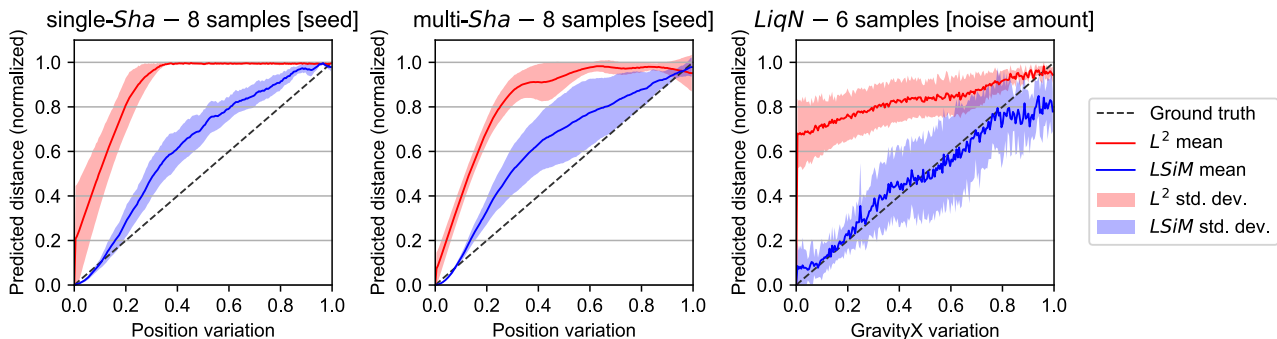 single-Sha − 8 samples [seed]
1.0
0.8
0.6
0.4
0.2
0.0
0.0 0.2 0.4 0.6 0.8 1.0
Predicted distance (normalized)
Position variation
multi-Sha − 8 samples [seed]
1.0
0.8
0.6
0.4
0.2
0.0
0.0 0.2 0.4 0.6 0.8 1.0
Predicted distance (normalized)
Position variation
LiqN − 6 samples [noise amount]
1.0
0.8
0.6
0.4
0.2
0.0
0.0 0.2 0.4 0.6 0.8 1.0
Predicted distance (normalized)
GravityX variation
Ground truth
L² mean
LSiM mean
L² std. dev.
LSiM std. dev.